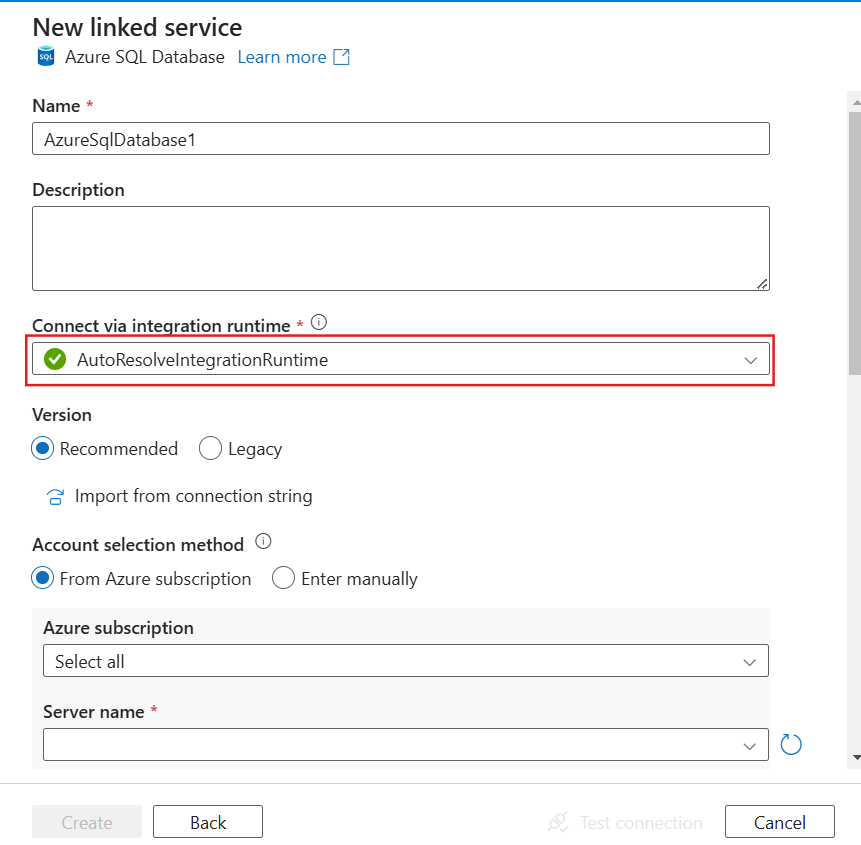 New linked service
SQL Azure SQL Database Learn more
Name *
AzureSqlDatabase1
Description
Connect via integration runtime *
AutoResolveIntegrationRuntime
Version
Recommended Legacy
Import from connection string
Account selection method
From Azure subscription Enter manually
Azure subscription
Select all
Server name *
Create Back Test connection Cancel